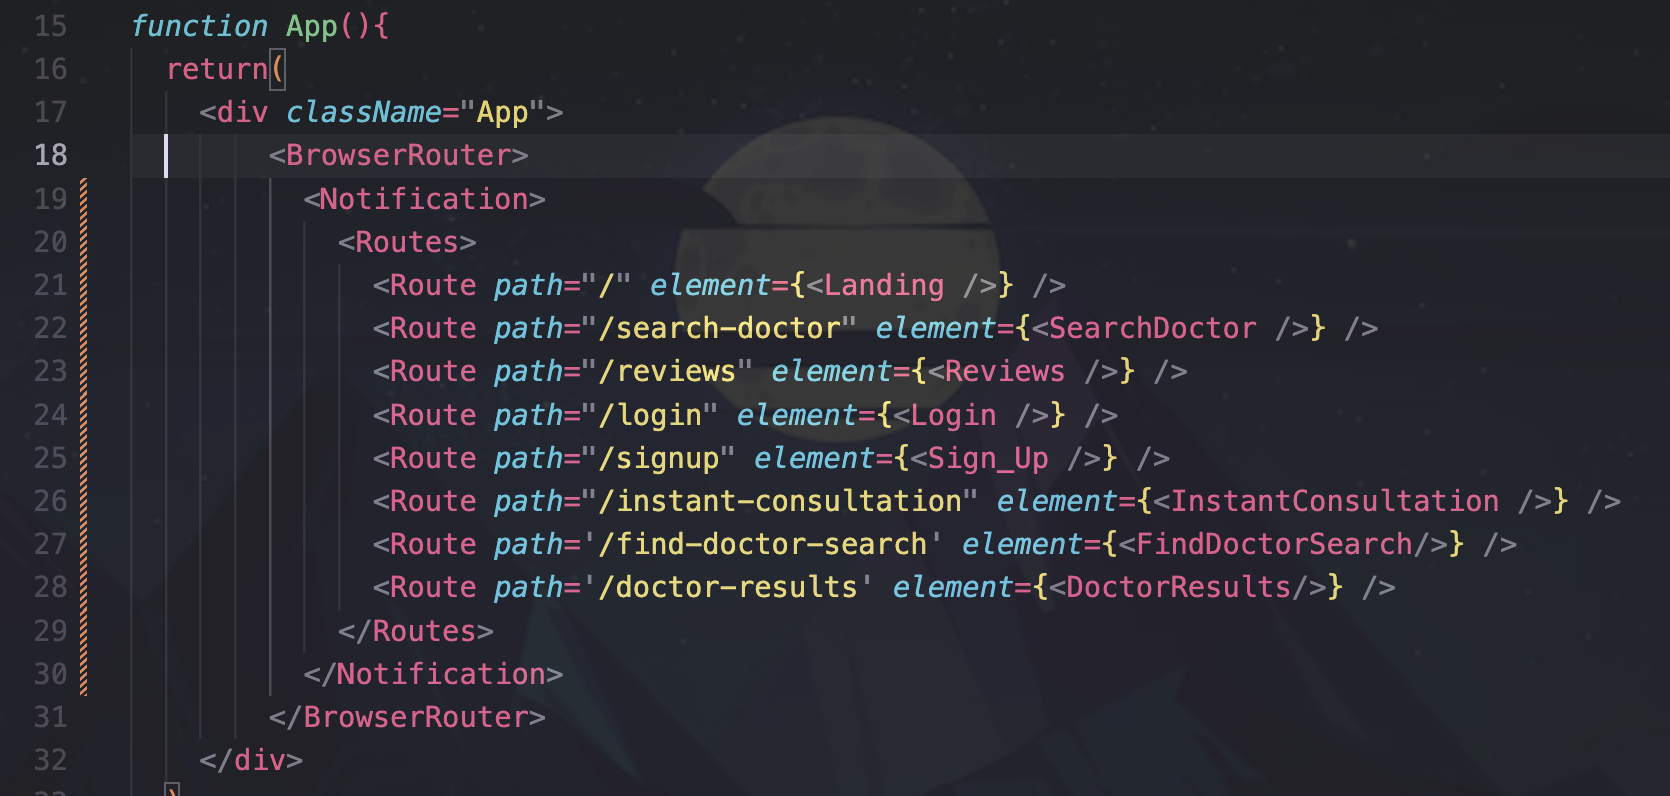 15 function App(){
16 return(
17 <div className="App">
18 <BrowserRouter>
19 <Notification>
20 <Routes>
21 <Route path="/" element={<Landing />} />
22 <Route path="/search-doctor" element={<SearchDoctor />} />
23 <Route path="/reviews" element={<Reviews />} />
24 <Route path="/login" element={<Login />} />
25 <Route path="/signup" element={<Sign_Up />} />
26 <Route path="/instant-consultation" element={<InstantConsultation />} />
27 <Route path='/find-doctor-search' element={<FindDoctorSearch/>} />
28 <Route path='/doctor-results' element={<DoctorResults/>} />
29 </Routes>
30 </Notification>
31 </BrowserRouter>
32 </div>